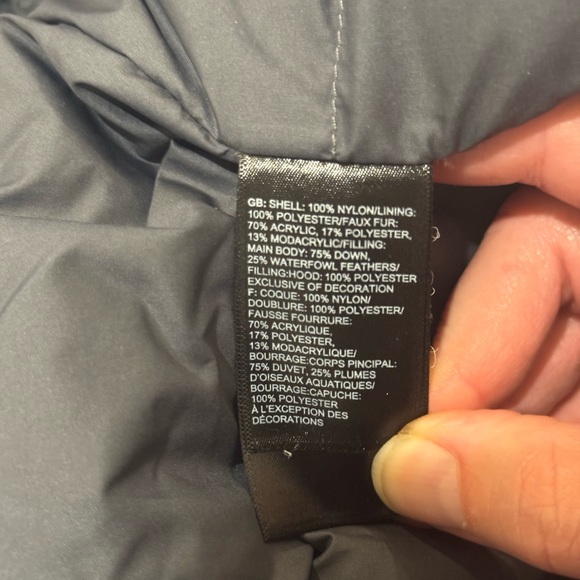 GB: SHELL: 100% NYLON/LINING:
100% POLYESTER/FAUX FUR:
70% ACRYLIC, 17% POLYESTER,
13% MODACRYLIC/FILLING:
MAIN BODY: 75% DOWN,
25% WATERFOWL FEATHERS/
FILLING:HOOD: 100% POLYESTER
EXCLUSIVE OF DECORATION
F: COQUE: 100% NYLON/
DOUBLURE: 100% POLYESTER/
FAUSSE FOURRURE:
70% ACRYLIQUE,
17% POLYESTER,
13% MODACRYLIQUE/
BOURRAGE:CORPS PINCIPAL:
75% DUVET, 25% PLUMES
D'OISEAUX AQUATIQUES/
BOURRAGE:CAPUCHE:
100% POLYESTER
À L'EXCEPTION DES
DÉCORATIONS